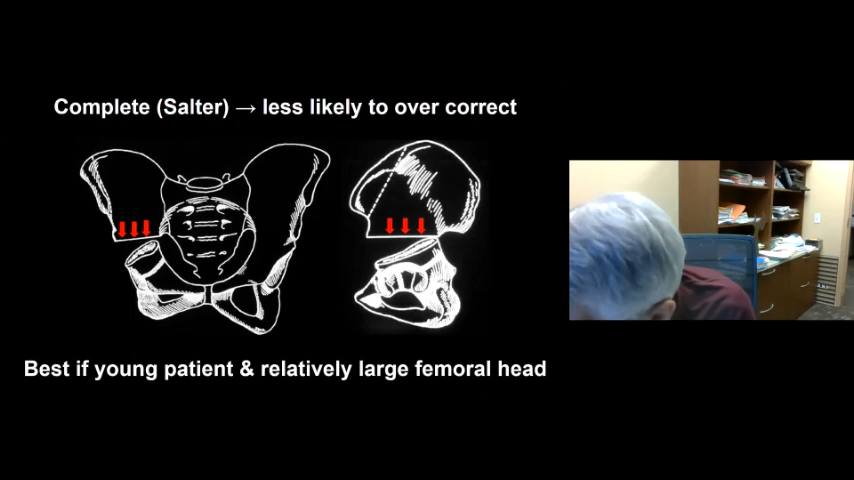 Complete (Salter) → less likely to over correct
Best if young patient & relatively large femoral head